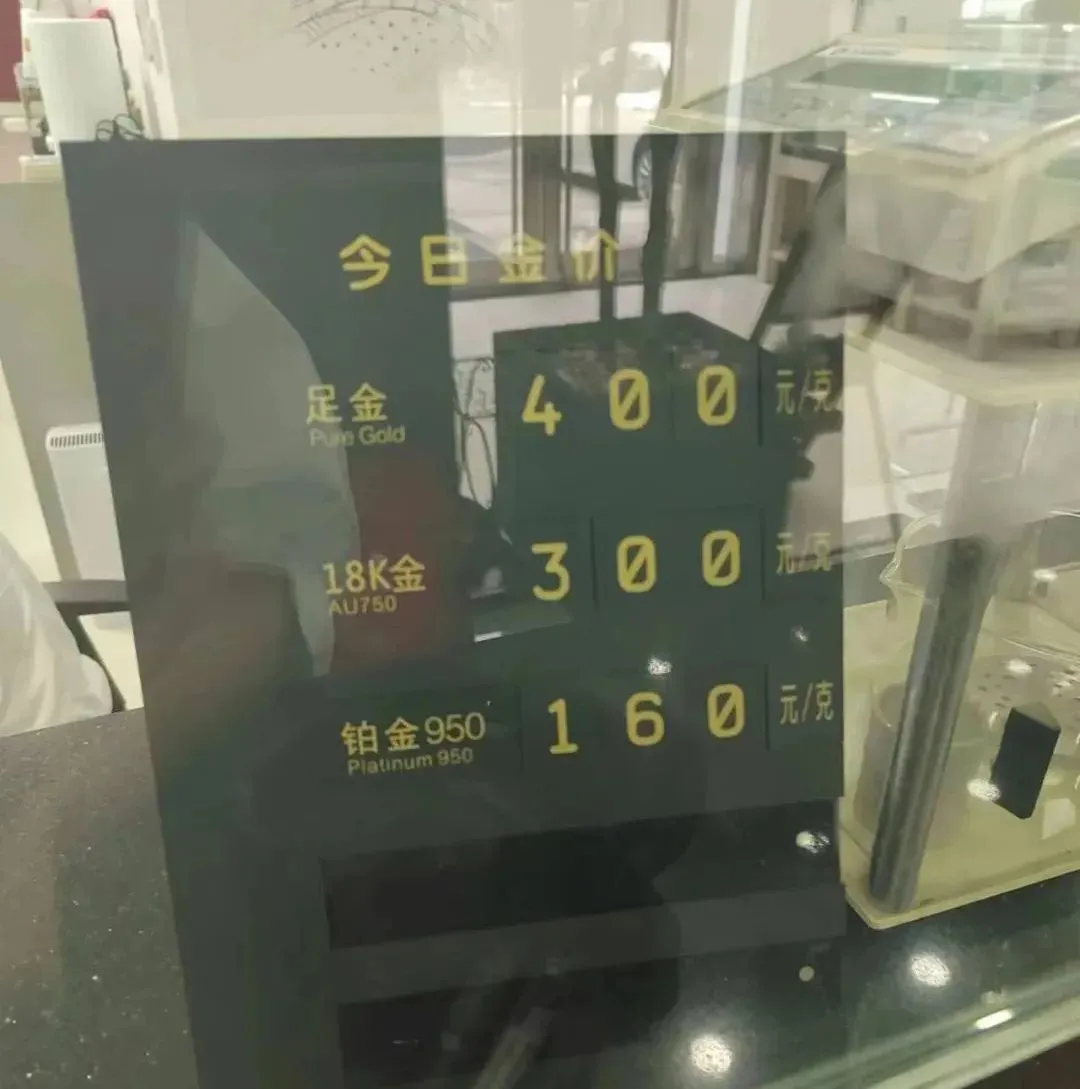 今日金价
足金 400 元/克
Pure Gold
18K金 300 元/克
AU750
铂金950 160 元/克
Platinum 950